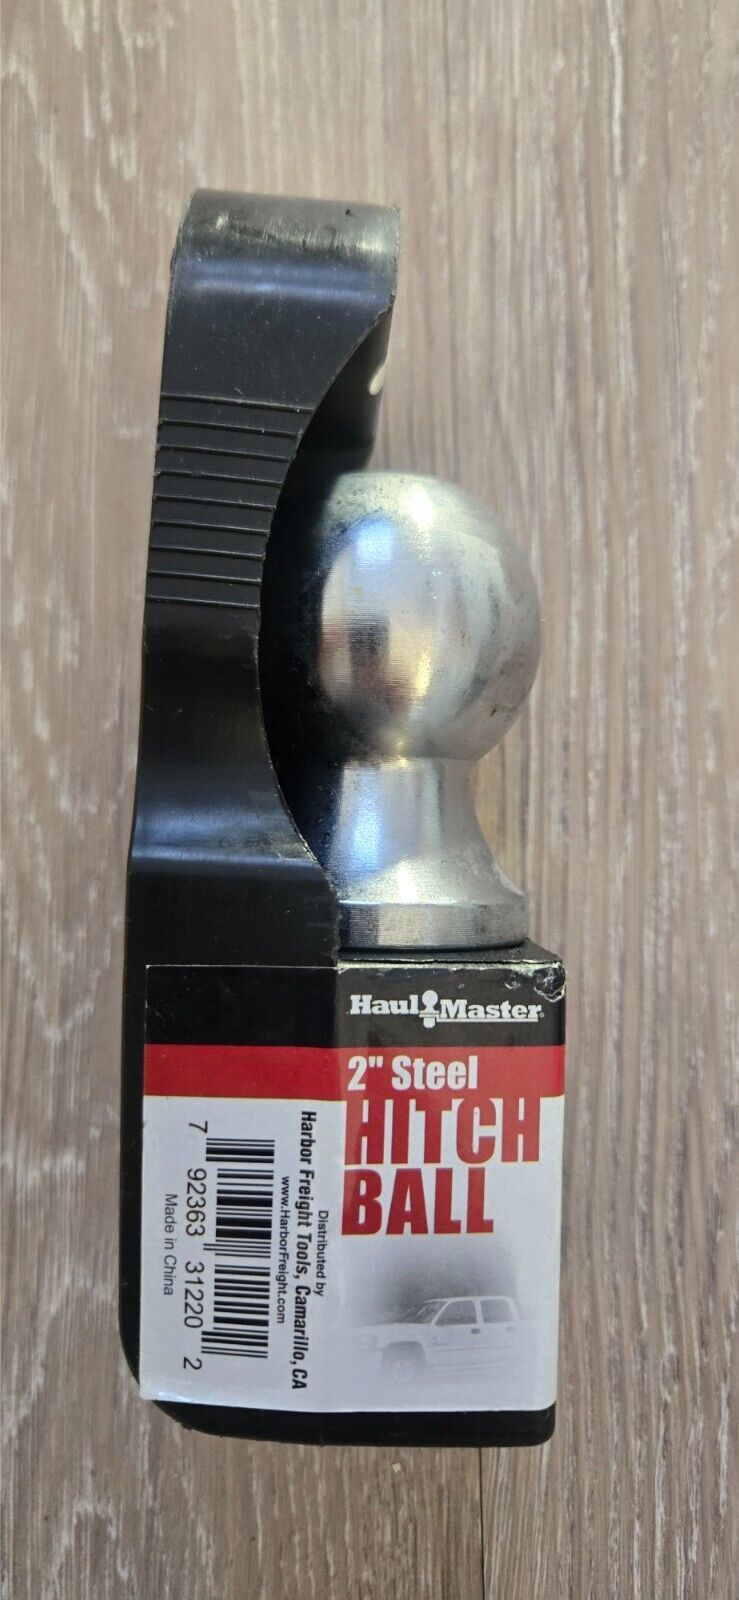 Haul Master®
2" Steel
HITCH
BALL
Distributed by
Harbor Freight Tools, Camarillo, CA
www.HarborFreight.com
7 92363 31220 2
Made in China